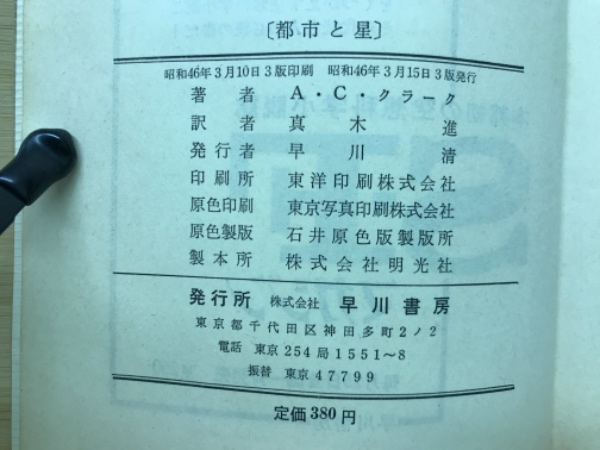 〔都市と星〕
昭和46年3月10日3版印刷 昭和46年3月15日3版発行
著者 A・C・クラーク
訳者 真木進
発行者 早川清
印刷所 東洋印刷株式会社
原色印刷 東京写真印刷株式会社
原色製版 石井原色版製版所
製本所 株式会社明光社
発行所 株式会社 早川書房
東京都千代田区神田多町2ノ2
電話 東京254局1551~8
振替 東京47799
定価380円